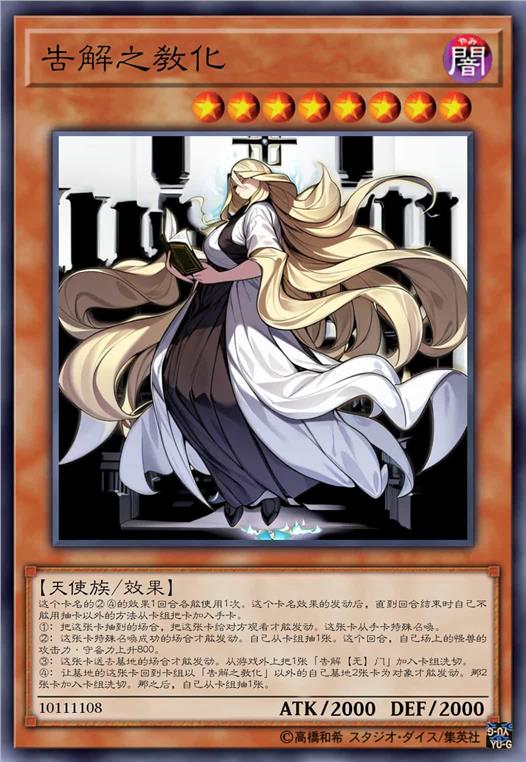 告解之教化
やみ
闇
【天使族/效果】
这个卡名的②④的效果1回合各能使用1次。这个卡名效果的发动后，直到回合结束时自己不
能用抽卡以外的方法从卡组把卡加入手卡。
①：把这张卡抽到的场合，把这张卡给对方观看才能发动。这张卡从手卡特殊召唤。
②：这张卡特殊召唤成功的场合才能发动。自己从卡组抽1张。这个回合，自己场上的怪兽的
攻击力·守备力上升800。
③：这张卡送去墓地的场合才能发动。从游戏外上把1张「告解【无】/门」加入卡组洗切。
④：让墓地的这张卡回到卡组以「告解之教化」以外的自己墓地2张卡为对象才能发动。那2
张卡加入卡组洗切。那之后，自己从卡组抽1张。
10111108 ATK/2000 DEF/2000
©高橋和希 スタジオ・ダイス/集英社
YU-G